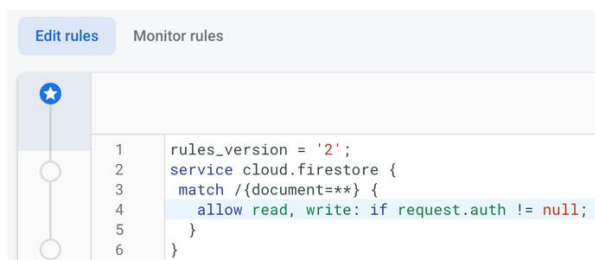 Edit rules Monitor rules
1 rules_version = '2';
2 service cloud.firestore {
3 match /{document=**} {
4 allow read, write: if request.auth != null;
5 }
6 }